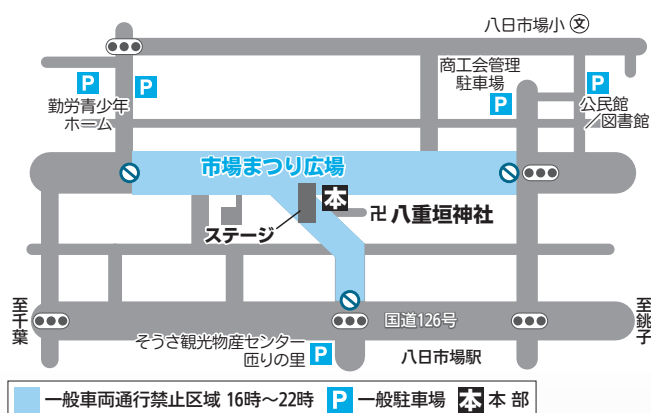 八日市場小 文
商工会管理
駐車場
P
P
P
P
勤労青少年
ホーム
公民館
／図書館
市場まつり広場
本
卍 八重垣神社
ステージ
至千葉
至銚子
国道126号
そうさ観光物産センター
匝りの里 P
八日市場駅
一般車両通行禁止区域 16時～22時 P 一般駐車場 本 本 部